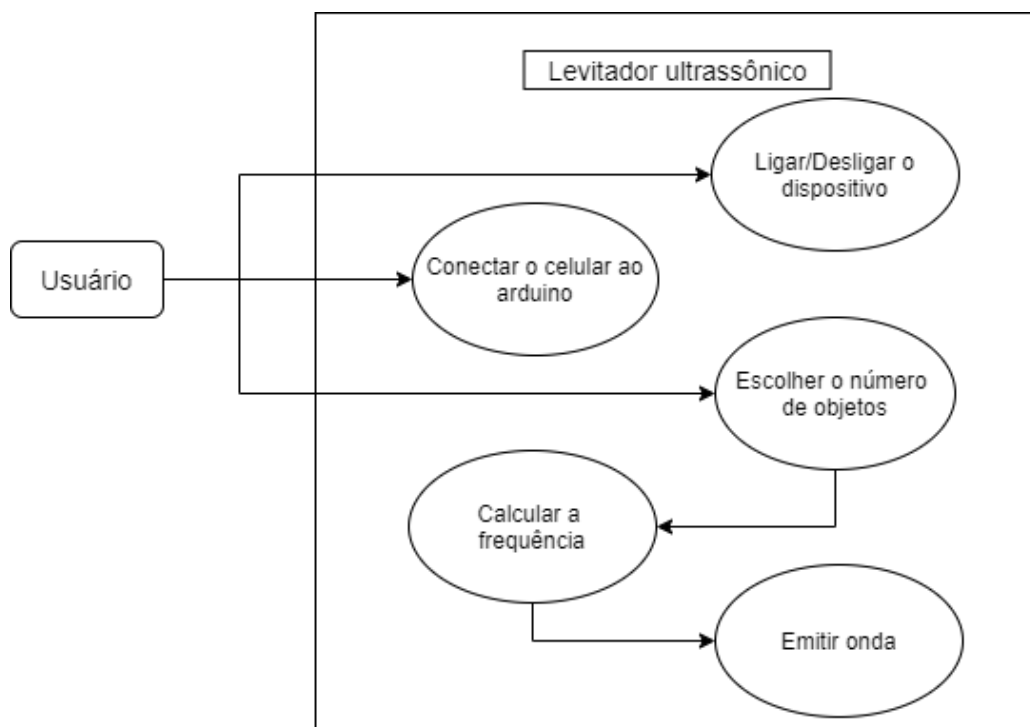 Levitador ultrassônico
Ligar/Desligar o
dispositivo
Usuário
Conectar o celular ao
arduino
Escolher o número
de objetos
Calcular a
frequência
Emitir onda